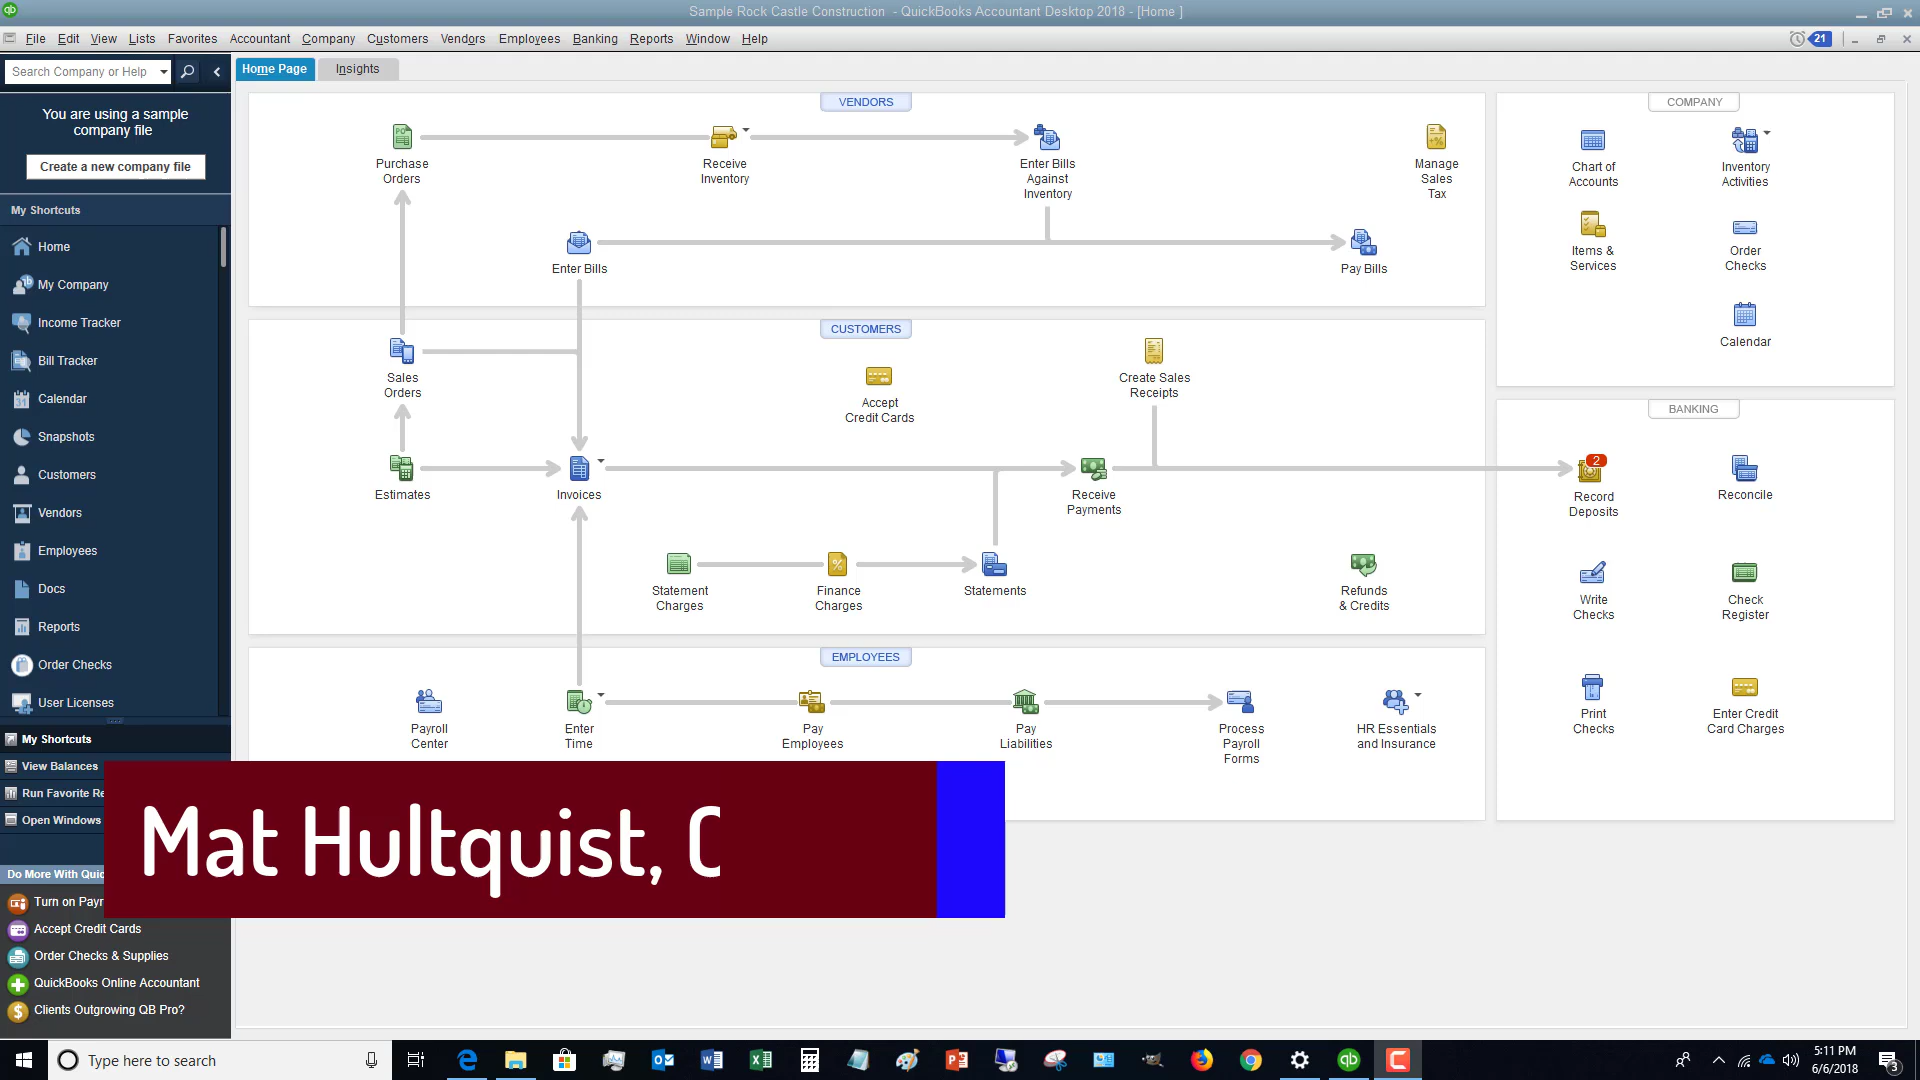 Sample Rock Castle Construction - QuickBooks Accountant Desktop 2018 - [Home ]
File Edit View Lists Favorites Accountant Company Customers Vendors Employees Banking Reports Window Help
21
Search Company or Help
Home Page
Insights
You are using a sample
company file
Create a new company file
My Shortcuts
Home
My Company
Income Tracker
Bill Tracker
Calendar
Snapshots
Customers
Vendors
Employees
Docs
Reports
Order Checks
User Licenses
My Shortcuts
View Balances
Run Favorite Re
Open Windows
Do More With Quic
Turn on Payr
Accept Credit Cards
Order Checks & Supplies
QuickBooks Online Accountant
Clients Outgrowing QB Pro?
VENDORS
Purchase
Orders
Receive
Inventory
Enter Bills
Against
Inventory
Manage
Sales
Tax
Enter Bills
Pay Bills
CUSTOMERS
Sales
Orders
Accept
Credit Cards
Create Sales
Receipts
Estimates
Invoices
Receive
Payments
Statement
Charges
Finance
Charges
Statements
Refunds
& Credits
EMPLOYEES
Payroll
Center
Enter
Time
Pay
Employees
Pay
Liabilities
Process
Payroll
Forms
HR Essentials
and Insurance
COMPANY
Chart of
Accounts
Inventory
Activities
Items &
Services
Order
Checks
Calendar
BANKING
2
Record
Deposits
Reconcile
Write
Checks
Check
Register
Print
Checks
Enter Credit
Card Charges
Mat Hultquist, C
Type here to search
5:11 PM
6/6/2018
3